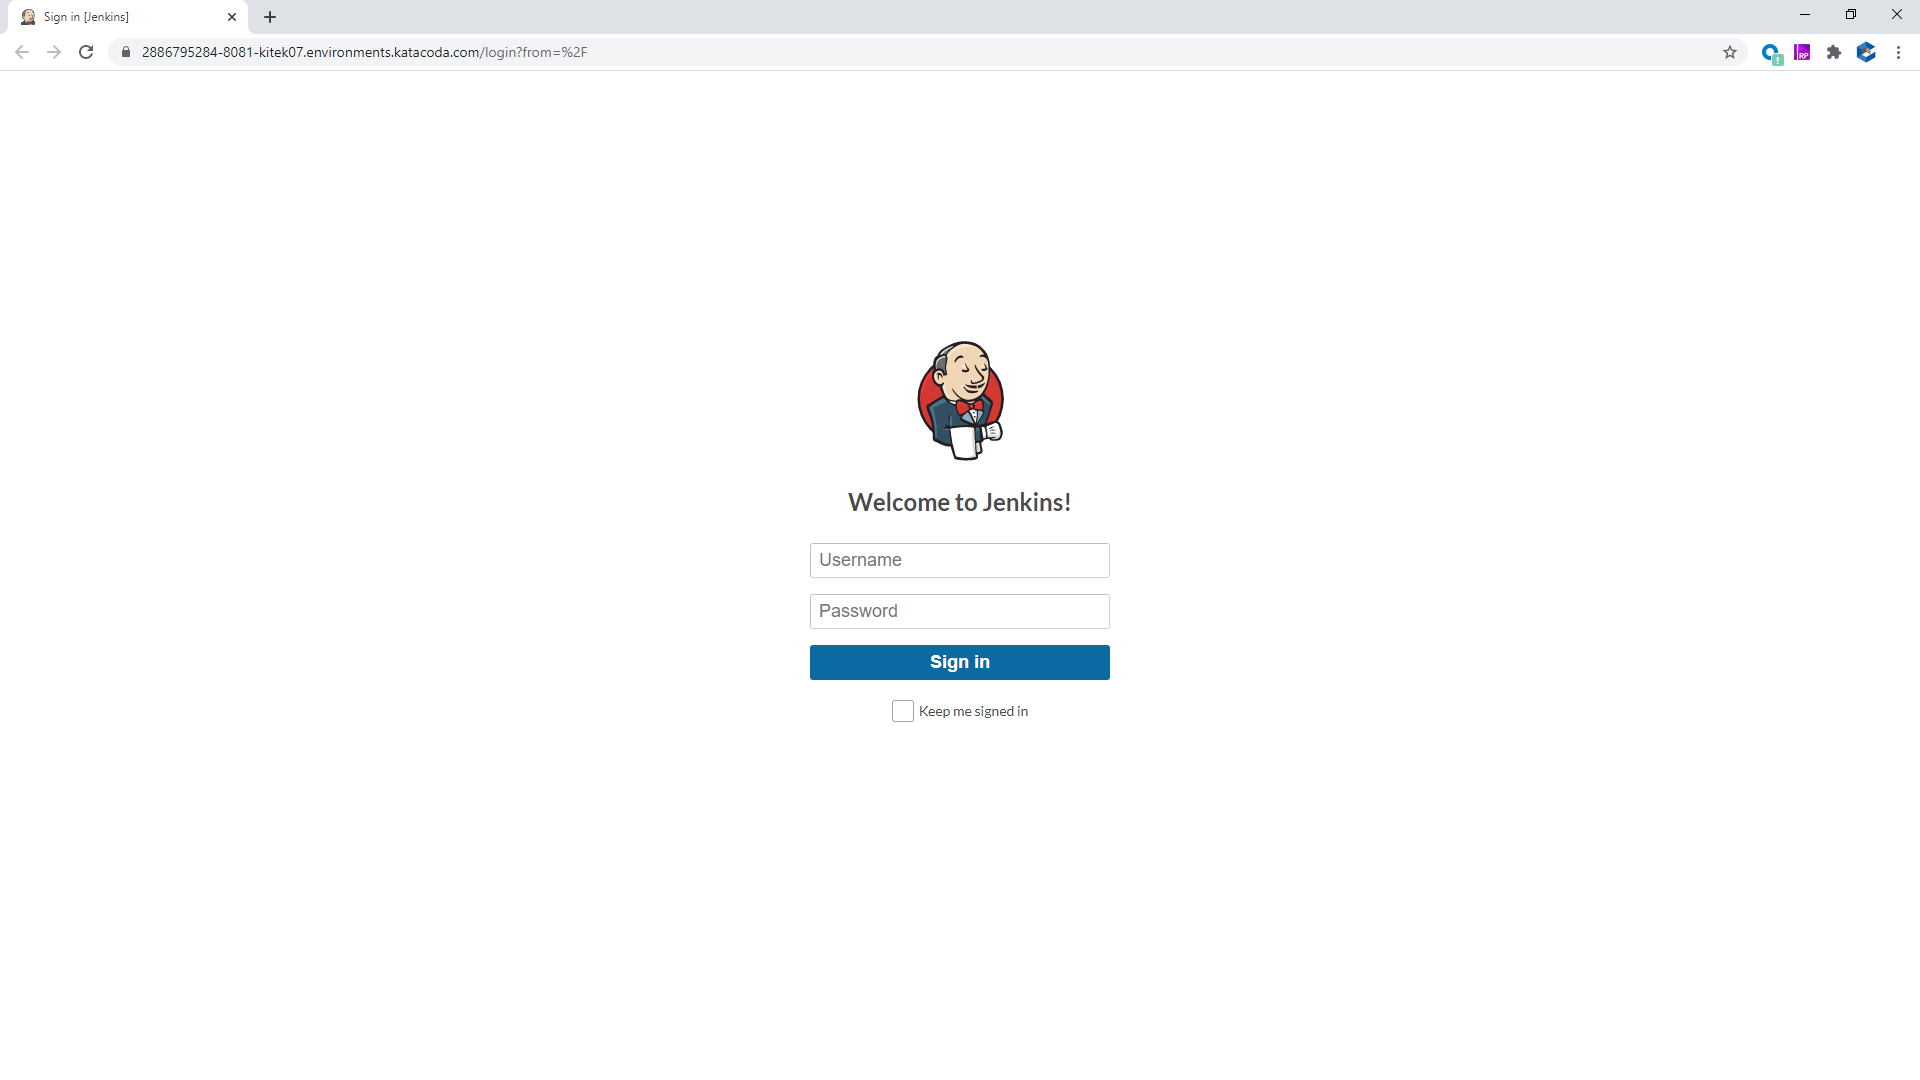 Sign in [Jenkins]
2886795284-8081-kitek07.environments.katacoda.com/login?from=%2F
RP
Welcome to Jenkins!
Username
Password
Sign in
Keep me signed in